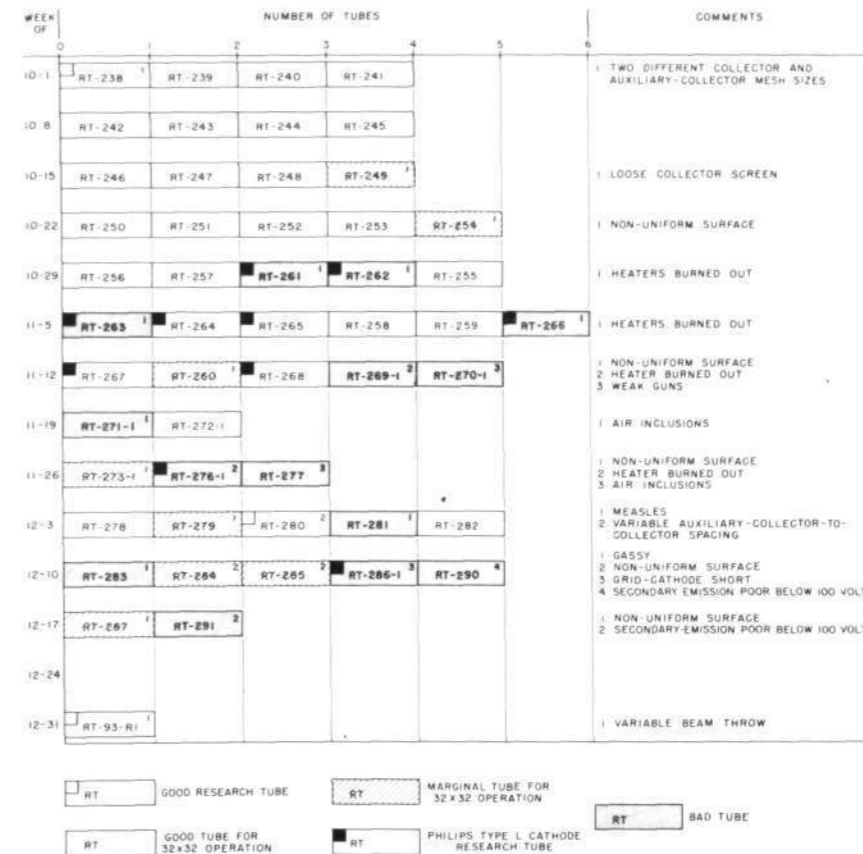 WEEK OF
NUMBER OF TUBES
COMMENTS
0 1 2 3 4 5 6
10-1 RT-238 1 RT-239 RT-240 RT-241
1 TWO DIFFERENT COLLECTOR AND
AUXILIARY-COLLECTOR MESH SIZES
10-8 RT-242 RT-243 RT-244 RT-245
10-15 RT-246 RT-247 RT-248 RT-249 1
1 LOOSE COLLECTOR SCREEN
10-22 RT-250 RT-251 RT-252 RT-253 RT-254 1
1 NON-UNIFORM SURFACE
10-29 RT-256 RT-257 RT-261 1 RT-262 1 RT-255
1 HEATERS BURNED OUT
11-5 RT-263 1 RT-264 RT-265 RT-258 RT-259 RT-266 1
1 HEATERS BURNED OUT
11-12 RT-267 RT-260 1 RT-268 RT-269-1 2 RT-270-1 3
1 NON-UNIFORM SURFACE
2 HEATER BURNED OUT
3 WEAK GUNS
11-19 RT-271-1 1 RT-272-1
1 AIR INCLUSIONS
11-26 RT-273-1 1 RT-276-1 2 RT-277 3
1 NON-UNIFORM SURFACE
2 HEATER BURNED OUT
3 AIR INCLUSIONS
12-3 RT-278 RT-279 1 RT-280 2 RT-281 1 RT-282
1 MEASLES
2 VARIABLE AUXILIARY-COLLECTOR-TO-
COLLECTOR SPACING
12-10 RT-283 1 RT-284 2 RT-285 2 RT-286-1 3 RT-290 4
1 GASSY
2 NON-UNIFORM SURFACE
3 GRID-CATHODE SHORT
4 SECONDARY EMISSION POOR BELOW 100 VOLT
12-17 RT-287 1 RT-291 2
1 NON-UNIFORM SURFACE
2 SECONDARY-EMISSION POOR BELOW 100 VOLT
12-24
12-31 RT-93-R1 1
1 VARIABLE BEAM THROW
RT GOOD RESEARCH TUBE
RT MARGINAL TUBE FOR
32×32 OPERATION
RT BAD TUBE
RT GOOD TUBE FOR
32×32 OPERATION
RT PHILIPS TYPE L CATHODE
RESEARCH TUBE